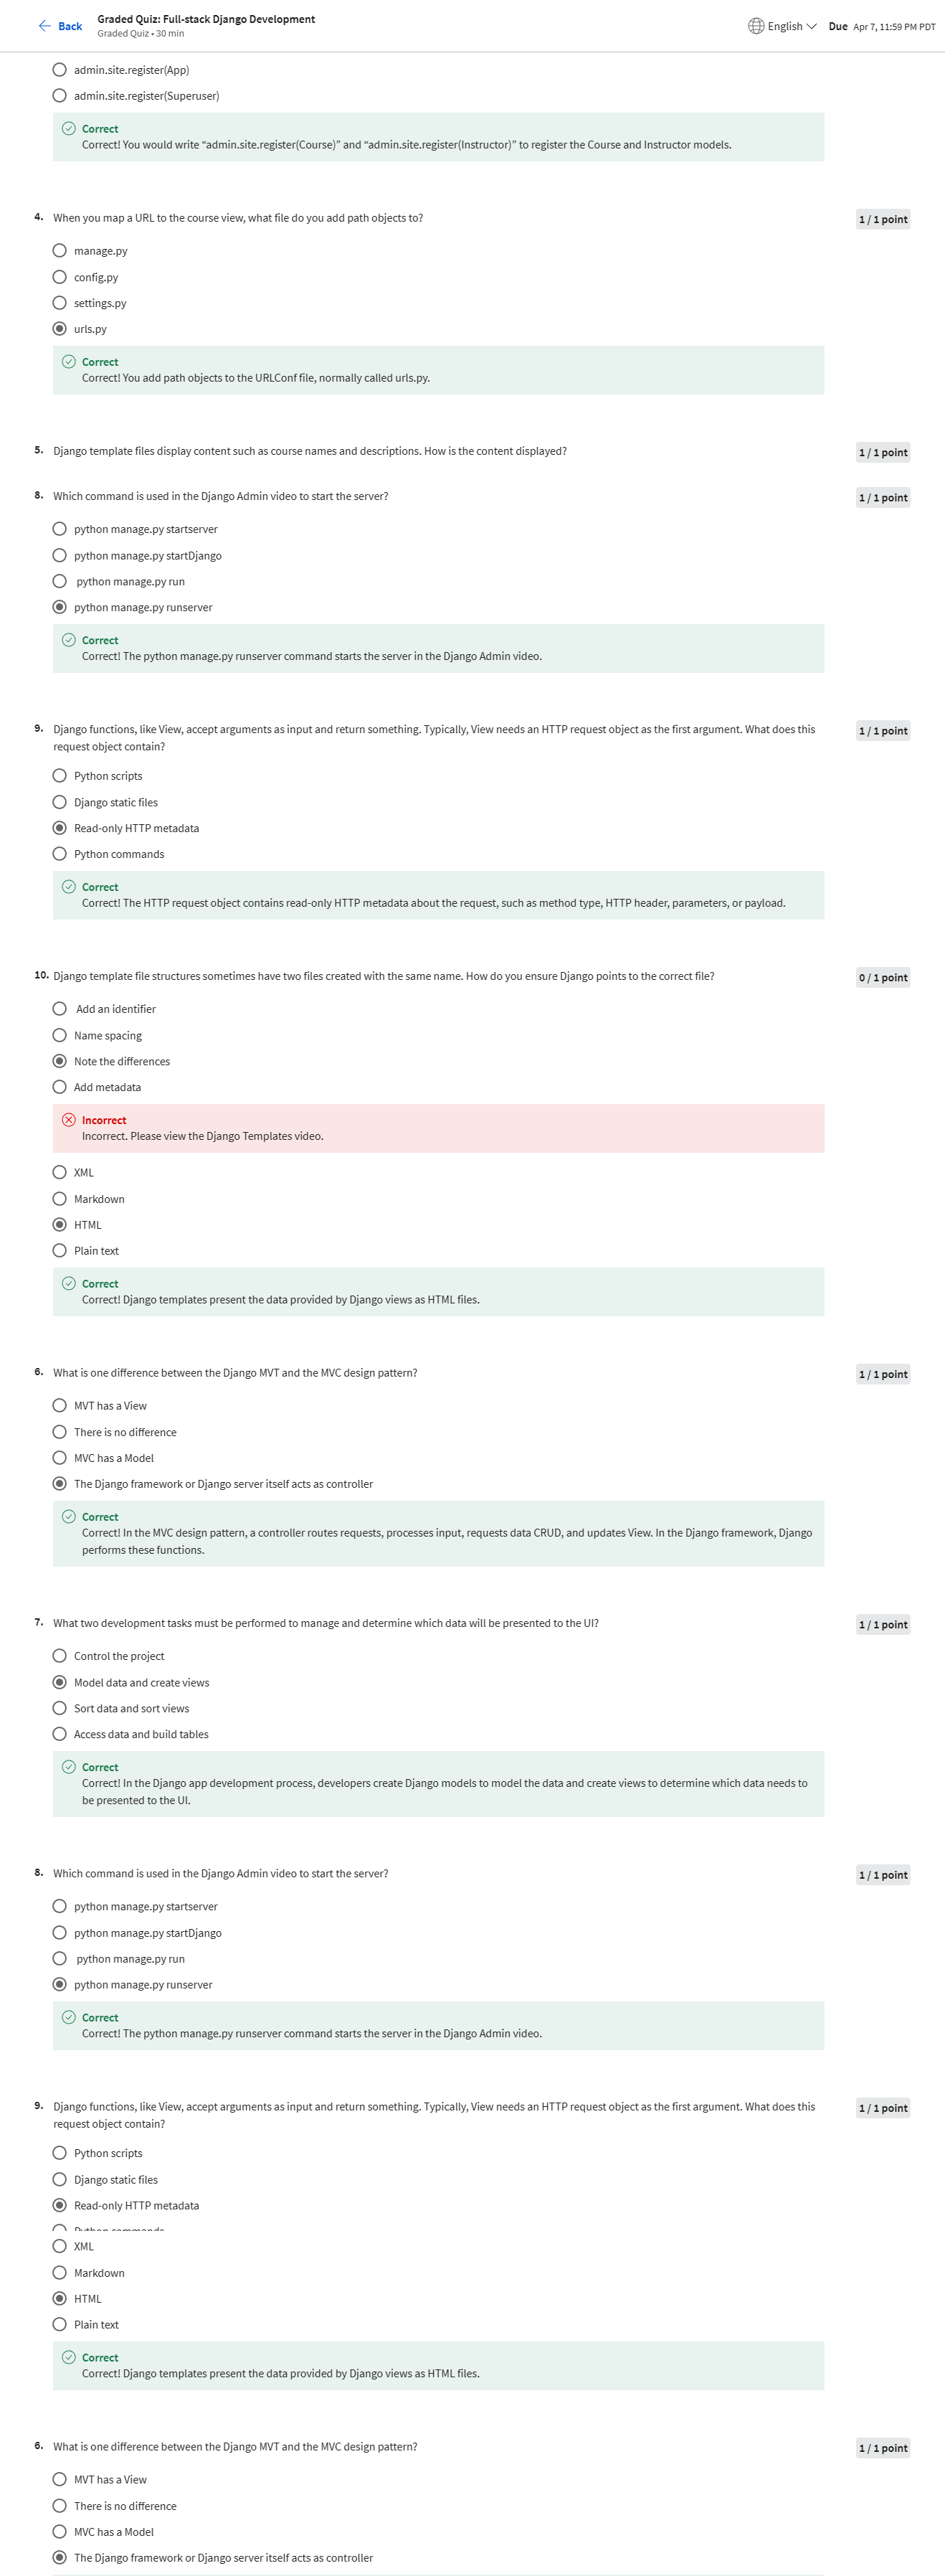 Back
Graded Quiz: Full-stack Django Development
Graded Quiz • 30 min
English
Due Apr 7, 11:59 PM PDT
admin.site.register(App)
admin.site.register(Superuser)
Correct
Correct! You would write “admin.site.register(Course)” and “admin.site.register(Instructor)” to register the Course and Instructor models.
4. When you map a URL to the course view, what file do you add path objects to?
1 / 1 point
manage.py
config.py
settings.py
urls.py
Correct
Correct! You add path objects to the URLConf file, normally called urls.py.
5. Django template files display content such as course names and descriptions. How is the content displayed?
1 / 1 point
8. Which command is used in the Django Admin video to start the server?
1 / 1 point
python manage.py startserver
python manage.py startDjango
python manage.py run
python manage.py runserver
Correct
Correct! The python manage.py runserver command starts the server in the Django Admin video.
9. Django functions, like View, accept arguments as input and return something. Typically, View needs an HTTP request object as the first argument. What does this
request object contain?
1 / 1 point
Python scripts
Django static files
Read-only HTTP metadata
Python commands
Correct
Correct! The HTTP request object contains read-only HTTP metadata about the request, such as method type, HTTP header, parameters, or payload.
10. Django template file structures sometimes have two files created with the same name. How do you ensure Django points to the correct file?
0 / 1 point
Add an identifier
Name spacing
Note the differences
Add metadata
Incorrect
Incorrect. Please view the Django Templates video.
XML
Markdown
HTML
Plain text
Correct
Correct! Django templates present the data provided by Django views as HTML files.
6. What is one difference between the Django MVT and the MVC design pattern?
1 / 1 point
MVT has a View
There is no difference
MVC has a Model
The Django framework or Django server itself acts as controller
Correct
Correct! In the MVC design pattern, a controller routes requests, processes input, requests data CRUD, and updates View. In the Django framework, Django
performs these functions.
7. What two development tasks must be performed to manage and determine which data will be presented to the UI?
1 / 1 point
Control the project
Model data and create views
Sort data and sort views
Access data and build tables
Correct
Correct! In the Django app development process, developers create Django models to model the data and create views to determine which data needs to
be presented to the UI.
8. Which command is used in the Django Admin video to start the server?
1 / 1 point
python manage.py startserver
python manage.py startDjango
python manage.py run
python manage.py runserver
Correct
Correct! The python manage.py runserver command starts the server in the Django Admin video.
9. Django functions, like View, accept arguments as input and return something. Typically, View needs an HTTP request object as the first argument. What does this
request object contain?
1 / 1 point
Python scripts
Django static files
Read-only HTTP metadata
Python commands
XML
Markdown
HTML
Plain text
Correct
Correct! Django templates present the data provided by Django views as HTML files.
6. What is one difference between the Django MVT and the MVC design pattern?
1 / 1 point
MVT has a View
There is no difference
MVC has a Model
The Django framework or Django server itself acts as controller